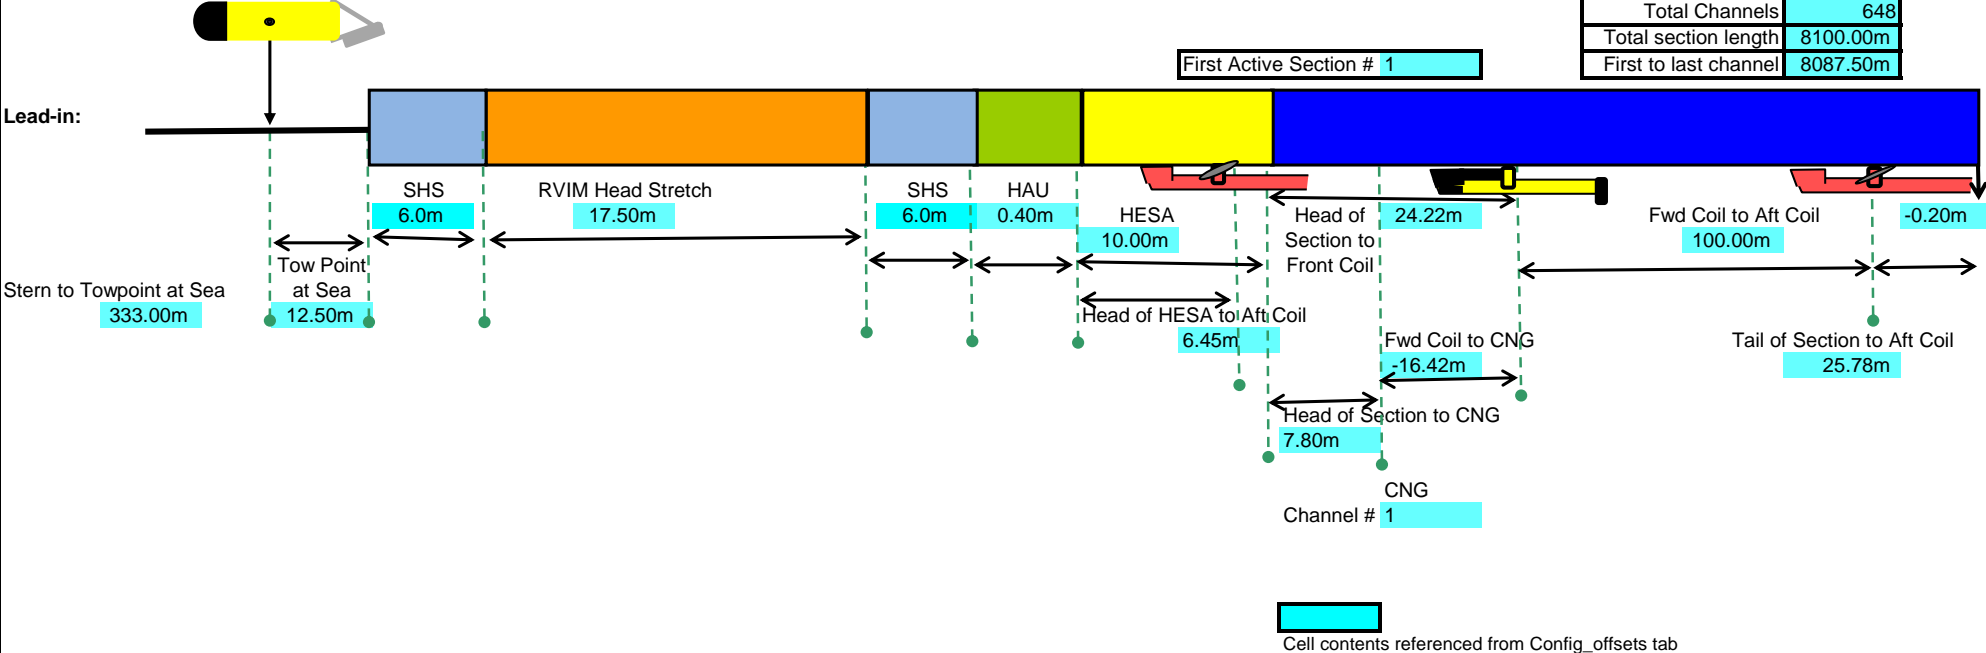 Total Channels 648
Total section length 8100.00m
First to last channel 8087.50m
First Active Section # 1
Lead-in:
SHS
6.0m
RVIM Head Stretch
17.50m
SHS
6.0m
HAU
0.40m
HESA
10.00m
Head of
Section to
Front Coil
24.22m
Fwd Coil to Aft Coil
100.00m
-0.20m
Tow Point
at Sea
12.50m
Stern to Towpoint at Sea
333.00m
Head of HESA to Aft Coil
6.45m
Fwd Coil to CNG
-16.42m
Tail of Section to Aft Coil
25.78m
Head of Section to CNG
7.80m
CNG
Channel # 1
Cell contents referenced from Config_offsets tab